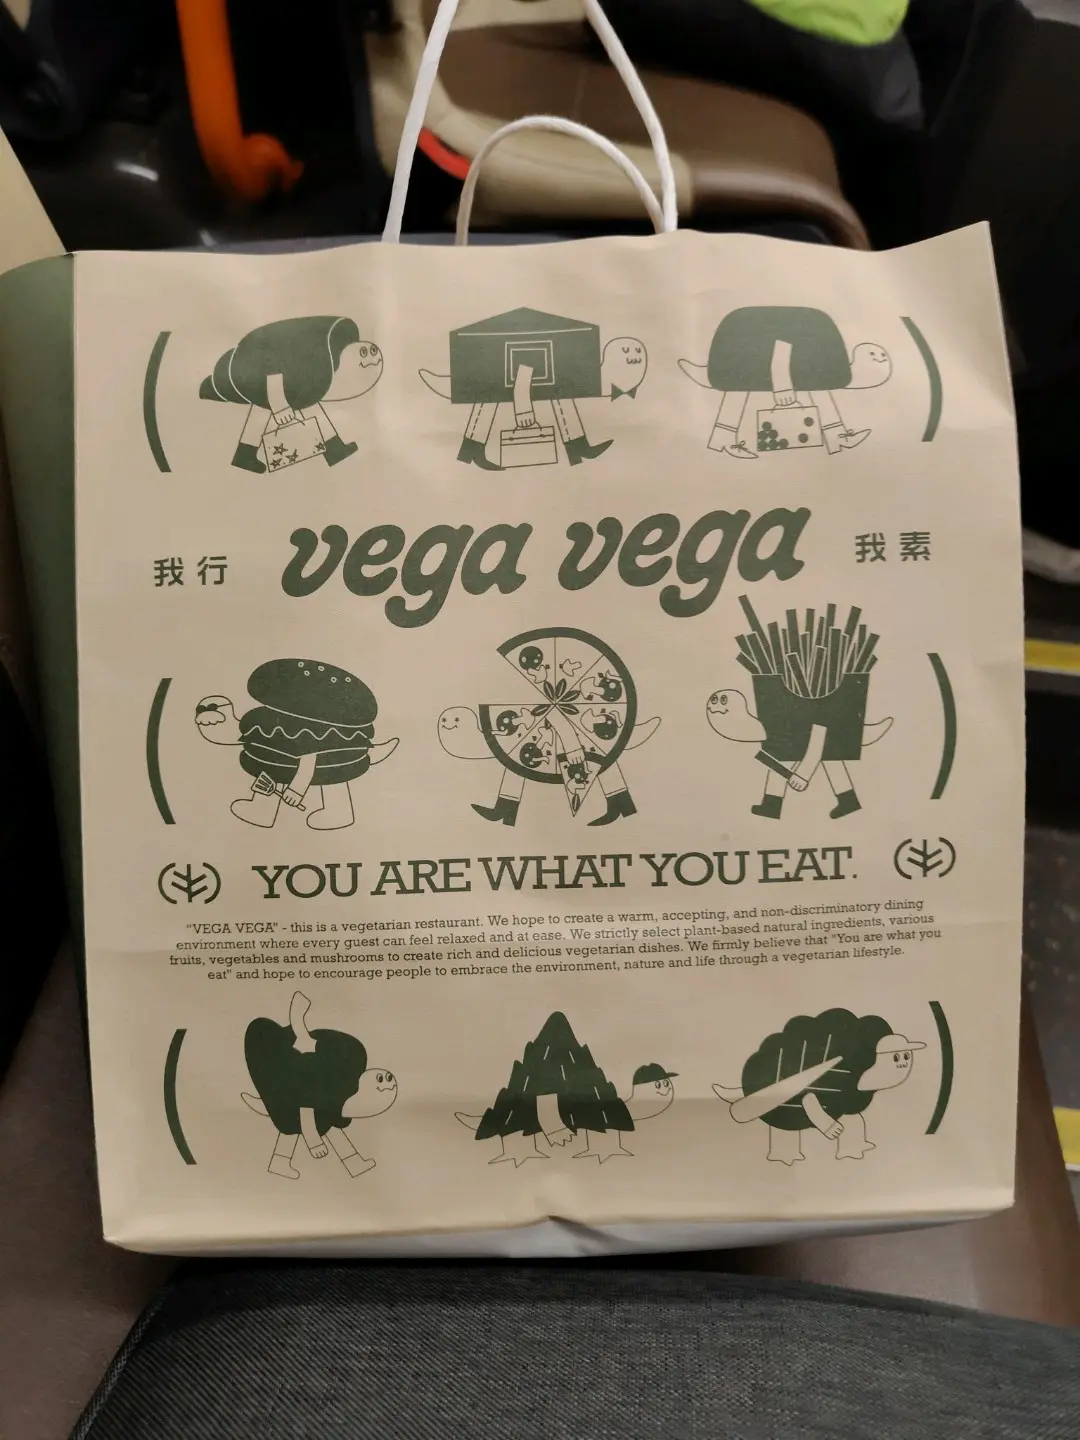 我行 vega vega 我素
YOU ARE WHAT YOU EAT.
"VEGA VEGA" - this is a vegetarian restaurant. We hope to create a warm, accepting, and non-discriminatory dining
environment where every guest can feel relaxed and at ease. We strictly select plant-based natural ingredients, various
fruits, vegetables and mushrooms to create rich and delicious vegetarian dishes. We firmly believe that "You are what you
eat" and hope to encourage people to embrace the environment, nature and life through a vegetarian lifestyle.